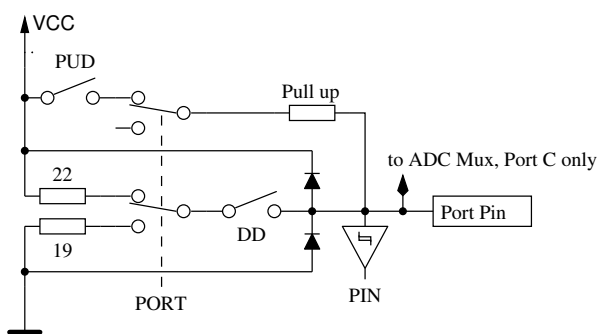 VCC
PUD
Pull up
to ADC Mux, Port C only
22
Port Pin
DD
19
PIN
PORT